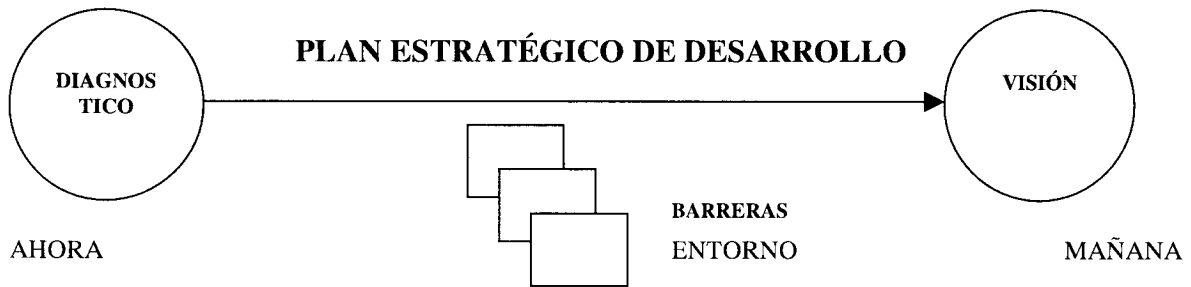 PLAN ESTRATÉGICO DE DESARROLLO
DIAGNOS
TICO
VISIÓN
BARRERAS
AHORA
ENTORNO
MAÑANA